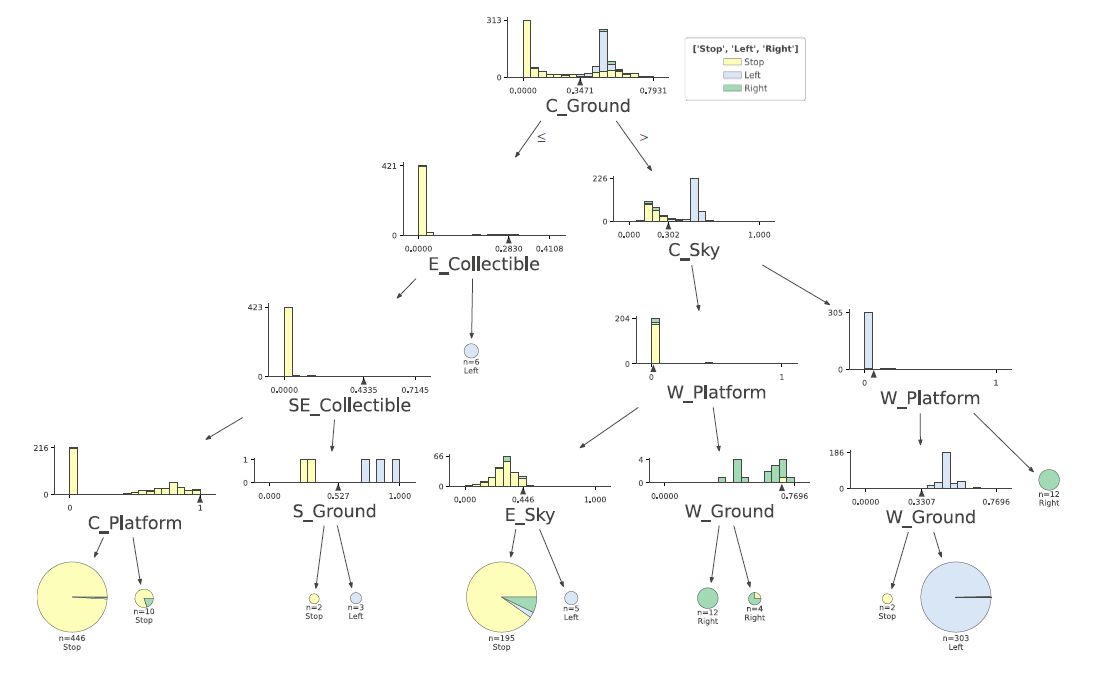 313
0
0.0000 0.3471 0.7931
C_Ground
['Stop', 'Left', 'Right']
Stop
Left
Right
≤ >
421
0
0.0000 0.2830 0.4108
E_Collectible
226
0
0.000 0.302 1.000
C_Sky
423
0
0.0000 0.4335 0.7145
SE_Collectible
n=6
Left
204
0
0 1
W_Platform
305
0
0 1
W_Platform
216
0
0 1
C_Platform
1
0
0.000 0.527 1.000
S_Ground
66
0
0.000 0.446 1.000
E_Sky
4
0
0.0000 0.7696
W_Ground
186
0
0.0000 0.3307 0.7696
W_Ground
n=12
Right
n=446
Stop
n=10
Stop
n=2
Stop
n=3
Left
n=195
Stop
n=5
Left
n=12
Right
n=4
Right
n=2
Stop
n=303
Left